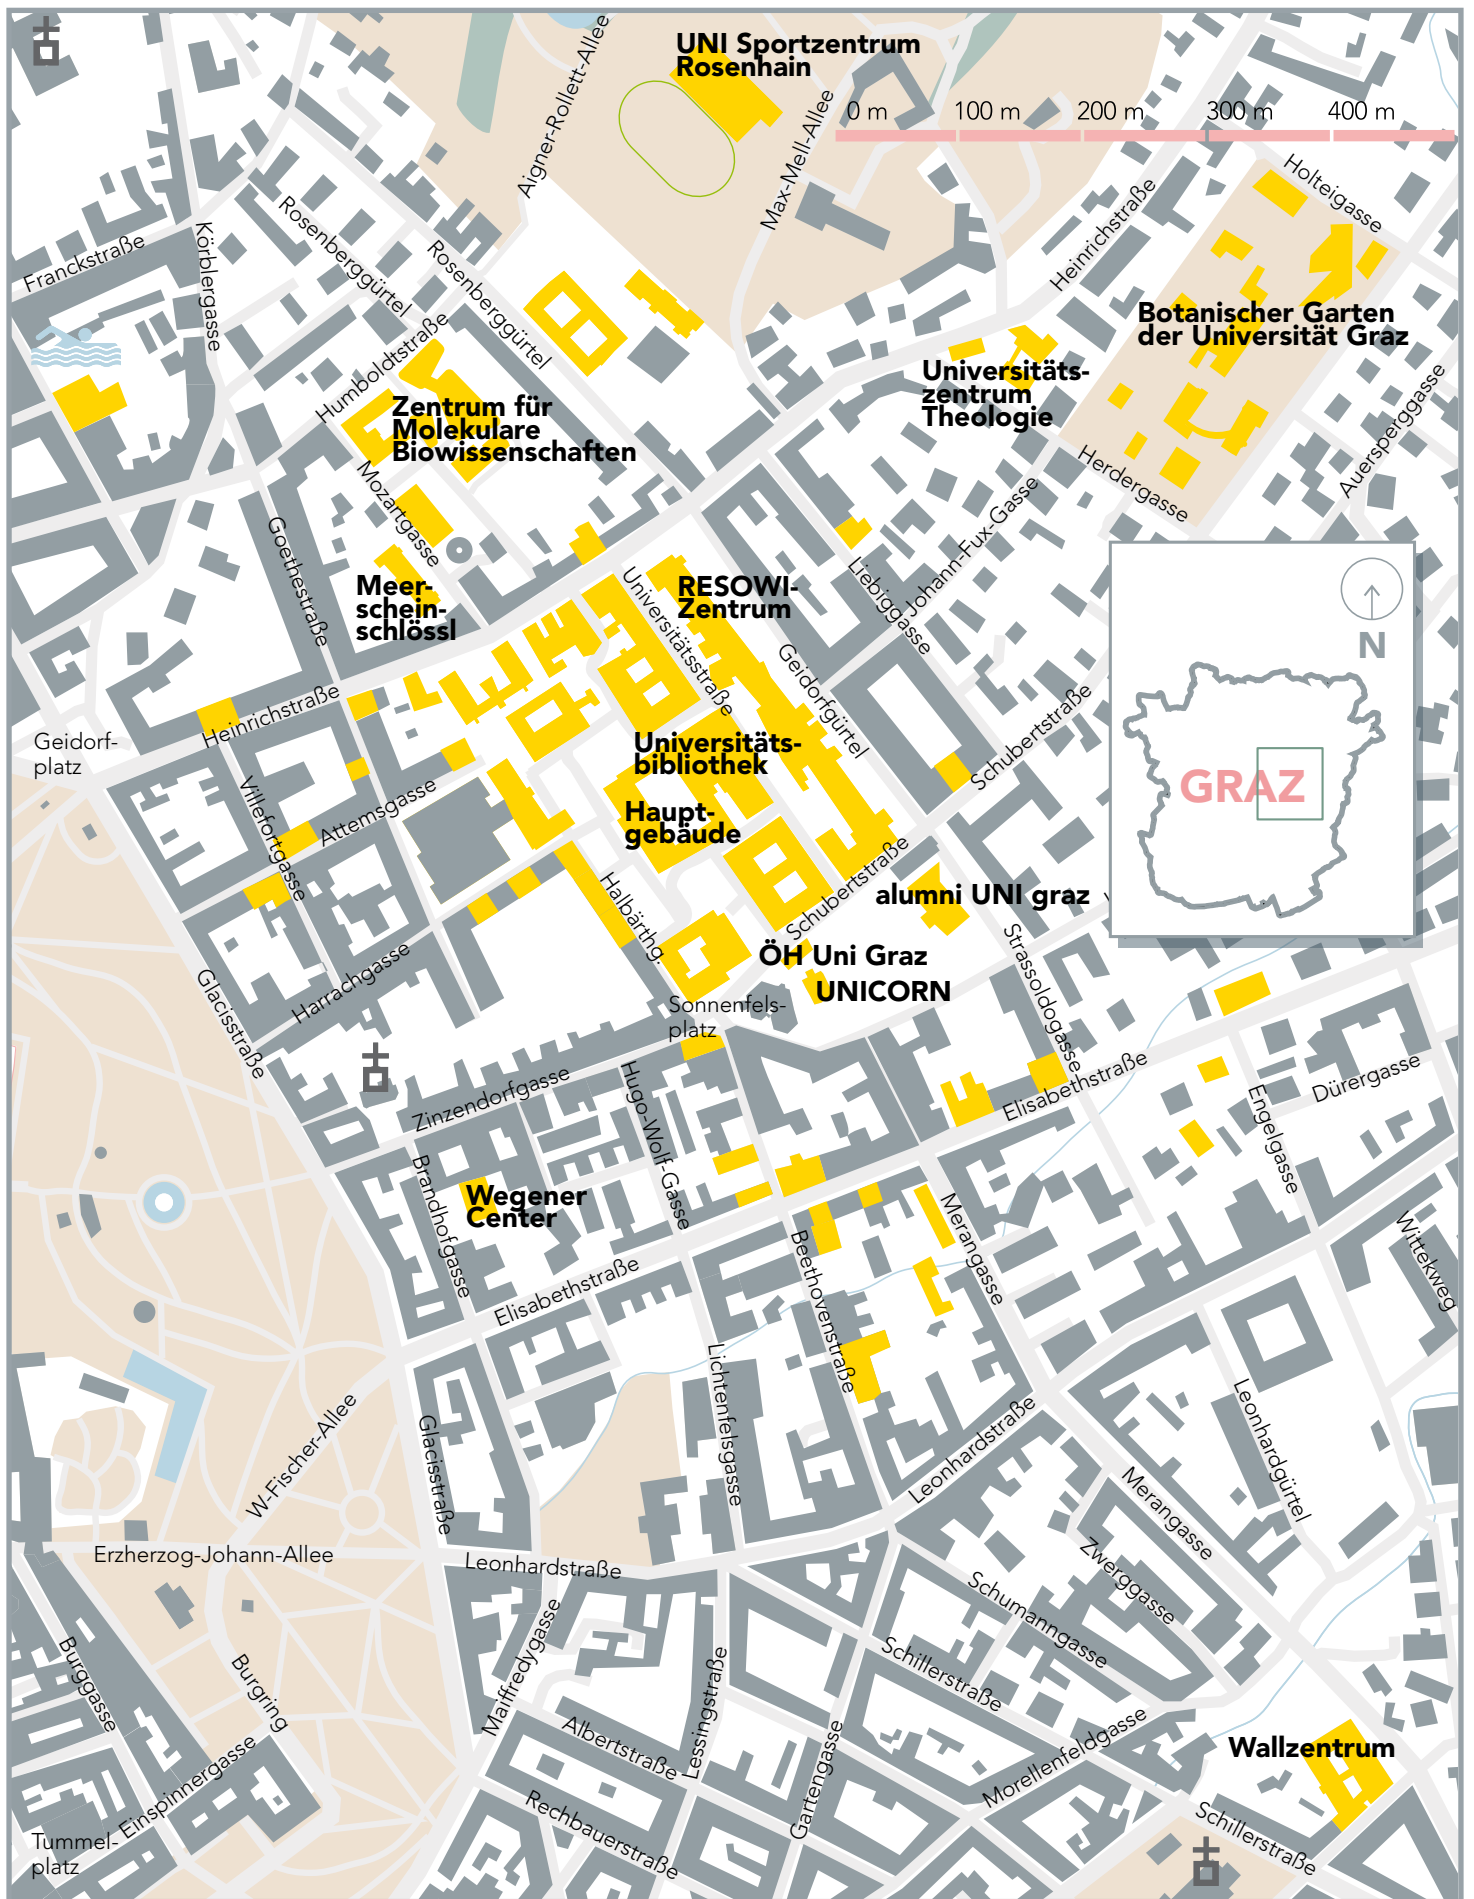 UNI Sportzentrum
Rosenhain
0 m
100 m
200 m
300 m
400 m
Aigner-Rollett-Allee
Max-Mell-Allee
Holteigasse
Heinrichstraße
Franckstraße
Körblergasse
Rosenberggürtel
Rosenberggürtel
Humboldtstraße
Botanischer Garten
der Universität Graz
Universitäts-
zentrum
Theologie
Auersperggasse
Zentrum für
Molekulare
Biowissenschaften
Herdergasse
Mozartgasse
Goethestraße
Johann-Fux-Gasse
Liebiggasse
Meer-
schein-
schlössl
RESOWI-
Zentrum
Universitätsstraße
Geidorfgürtel
N
GRAZ
Heinrichstraße
Geidorf-
platz
Schubertstraße
Universitäts-
bibliothek
Villefortgasse
Attemsgasse
Haupt-
gebäude
Schubertstraße
alumni UNI graz
Halbärthg.
Harrachgasse
ÖH Uni Graz
UNICORN
Strassoldogasse
Glacisstraße
Sonnenfels-
platz
Zinzendorfgasse
Hugo-Wolf-Gasse
Elisabethstraße
Engelgasse
Dürergasse
Brandhofgasse
Wegener
Center
Merangasse
Wittekweg
Beethovenstraße
Elisabethstraße
Lichtenfelsgasse
Leonhardgürtel
W-Fischer-Allee
Glacisstraße
Leonhardstraße
Merangasse
Erzherzog-Johann-Allee
Leonhardstraße
Zwerggasse
Schumanngasse
Maiffredygasse
Schillerstraße
Burggasse
Burgring
Lessingstraße
Albertstraße
Gartengasse
Morellenfeldgasse
Wallzentrum
Einspinnergasse
Rechbauerstraße
Schillerstraße
Tummel-
platz